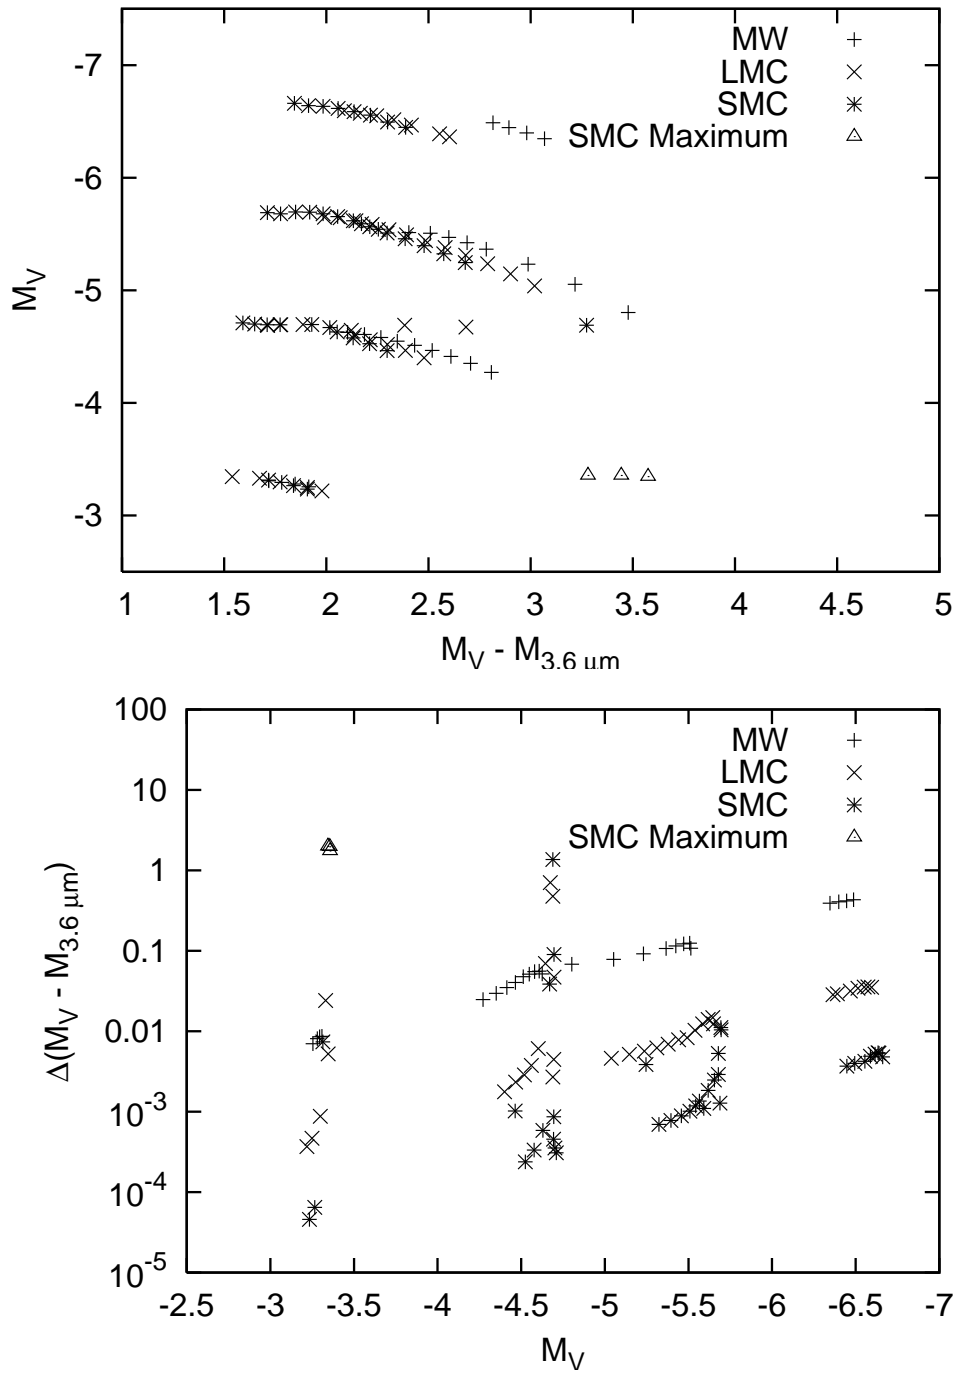 -7
-6
-5
-4
-3
M_V
MW
LMC
SMC
SMC Maximum
1 1.5 2 2.5 3 3.5 4 4.5 5
M_V - M_3.6 μm
100
10
1
0.1
0.01
10^-3
10^-4
10^-5
Δ(M_V - M_3.6 μm)
MW
LMC
SMC
SMC Maximum
-2.5 -3 -3.5 -4 -4.5 -5 -5.5 -6 -6.5 -7
M_V